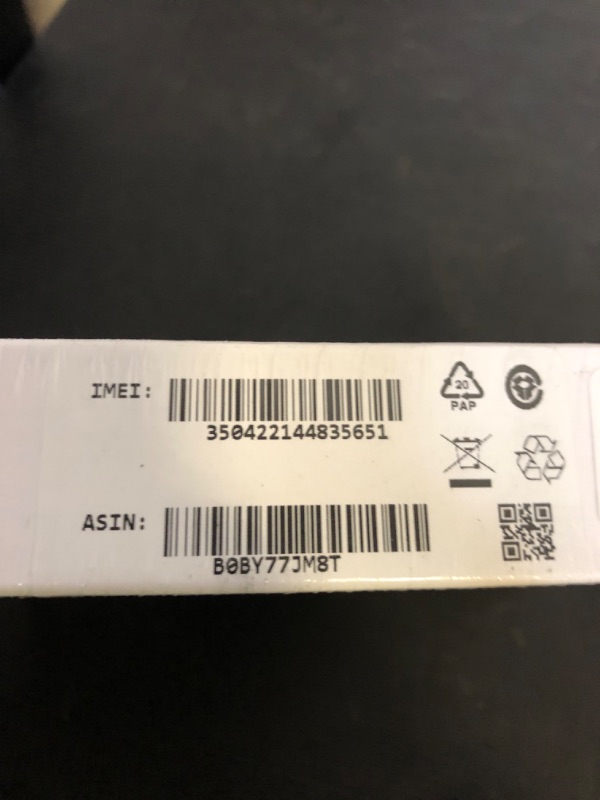 IMEI:
350422144835651
20
PAP
ASIN:
B0BY77JM8T